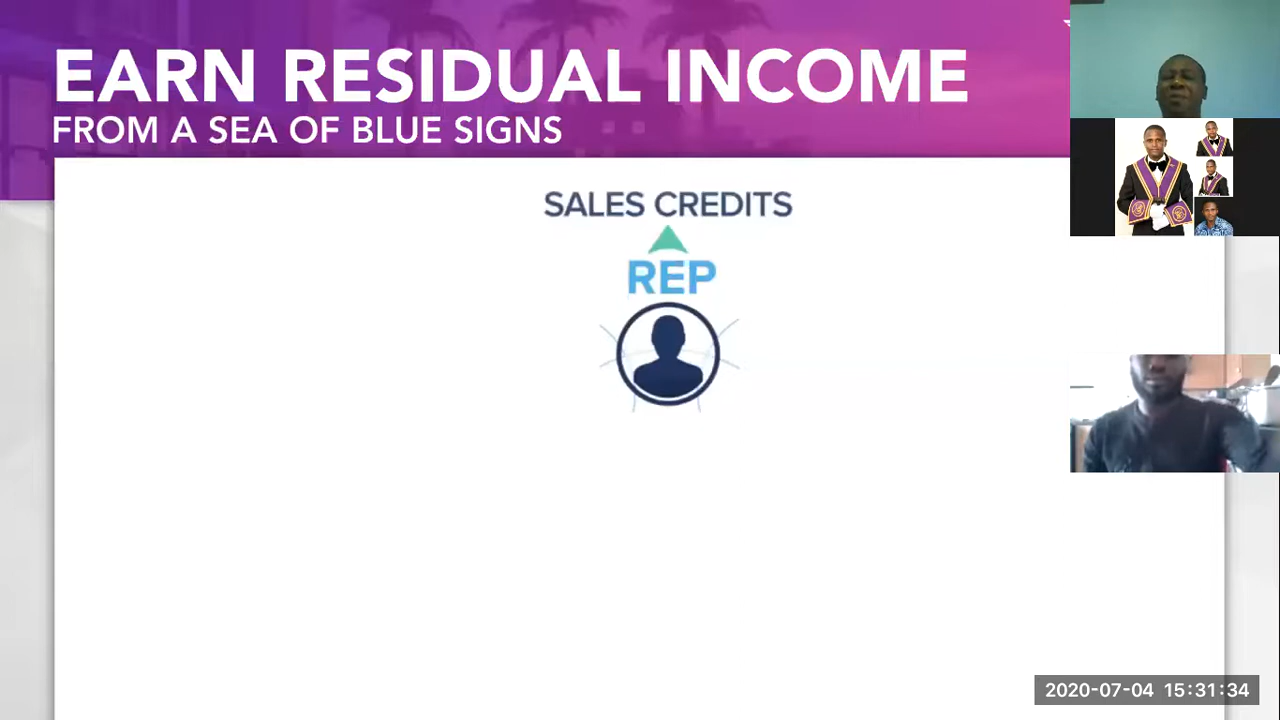 EARN RESIDUAL INCOME
FROM A SEA OF BLUE SIGNS
SALES CREDITS
REP
2020-07-04 15:31:34